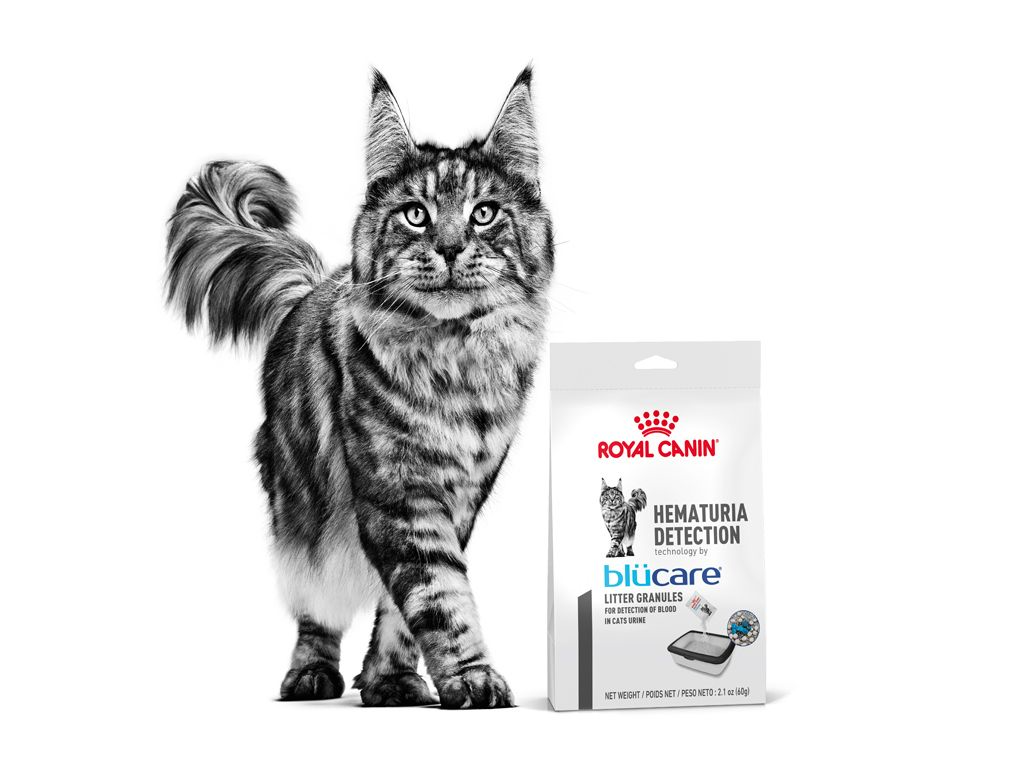 ROYAL CANIN®
HEMATURIA
DETECTION
technology by
blücare®
LITTER GRANULES
FOR DETECTION OF BLOOD
IN CATS URINE
NET WEIGHT / POIDS NET / PESO NETO : 2.1 oz (60g)